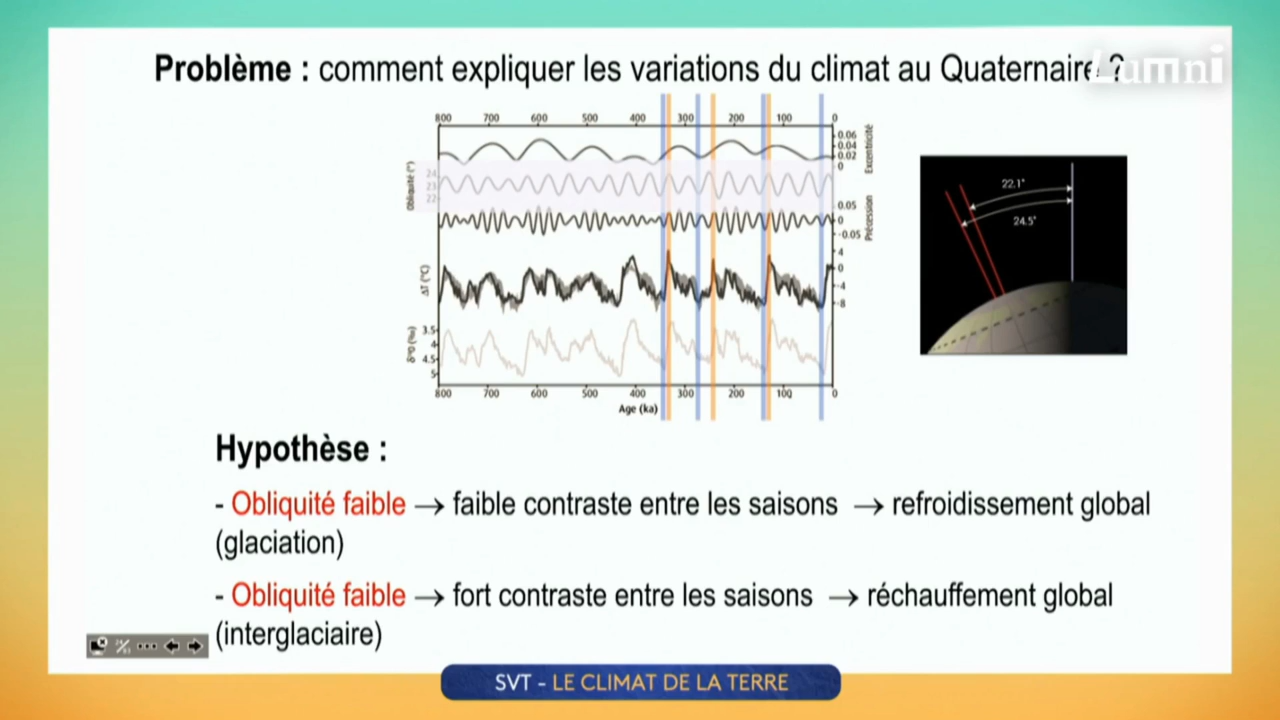 Problème : comment expliquer les variations du climat au Quaternaire ?
Lumni
800 700 600 500 400 300 200 100 0
0.06
0.04
0.02
0
Excentricité
Obliquité (°)
24
23
22
0.05
0
-0.05
Précession
ΔT (°C)
4
0
-4
-8
δ¹⁸O (‰)
3.5
4
4.5
5
800 700 600 500 400 300 200 100 0
Age (ka)
22.1°
24.5°
Hypothèse :
- Obliquité faible → faible contraste entre les saisons → refroidissement global
(glaciation)
- Obliquité faible → fort contraste entre les saisons → réchauffement global
(interglaciaire)
SVT - LE CLIMAT DE LA TERRE